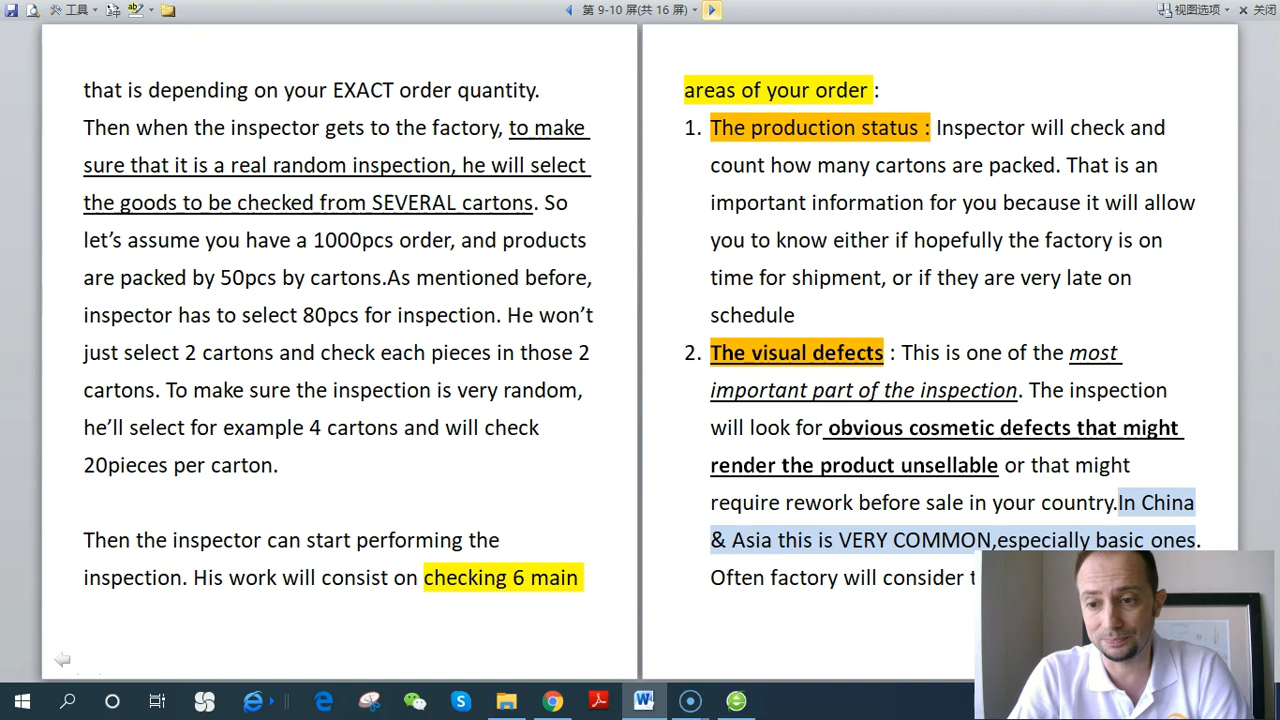 工具
第 9-10 屏(共 16 屏)
视图选项
关闭
that is depending on your EXACT order quantity.
Then when the inspector gets to the factory, to make
sure that it is a real random inspection, he will select
the goods to be checked from SEVERAL cartons. So
let’s assume you have a 1000pcs order, and products
are packed by 50pcs by cartons.As mentioned before,
inspector has to select 80pcs for inspection. He won’t
just select 2 cartons and check each pieces in those 2
cartons. To make sure the inspection is very random,
he’ll select for example 4 cartons and will check
20pieces per carton.
Then the inspector can start performing the
inspection. His work will consist on checking 6 main
areas of your order :
1. The production status : Inspector will check and
count how many cartons are packed. That is an
important information for you because it will allow
you to know either if hopefully the factory is on
time for shipment, or if they are very late on
schedule
2. The visual defects : This is one of the most
important part of the inspection. The inspection
will look for obvious cosmetic defects that might
render the product unsellable or that might
require rework before sale in your country.In China
& Asia this is VERY COMMON,especially basic ones.
Often factory will consider